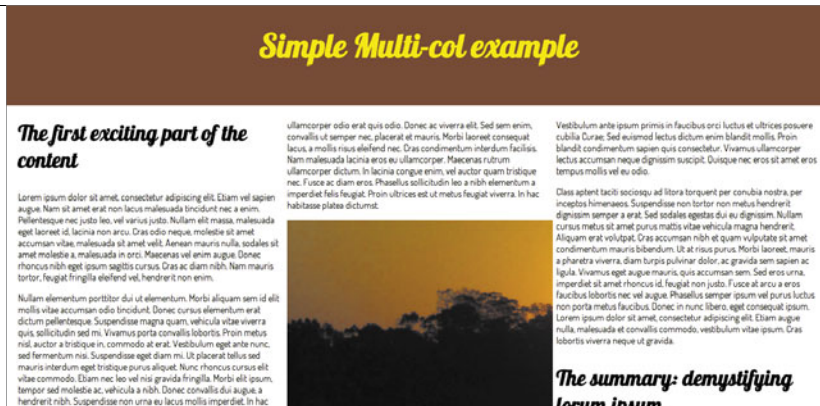 Simple Multi-col example
The first exciting part of the
content
Lorem ipsum dolor sit amet, consectetur adipiscing elit. Etiam vel sapien
augue. Nam sit amet erat non lacus malesuada tincidunt nec a enim.
Pellentesque nec justo leo, vel varius justo. Nullam elit massa, malesuada
eget laoreet id, lacinia non arcu. Cras odio neque, molestie sit amet
accumsan vitae, malesuada sit amet velit. Aenean mauris nulla, sodales sit
amet molestie a, malesuada in orci. Maecenas vel enim augue. Donec
rhoncus nibh eget ipsum sagittis cursus. Cras ac diam nibh. Nam mauris
tortor, feugiat fringilla eleifend vel, hendrerit non enim.
Nullam elementum porttitor dui ut elementum. Morbi aliquam sem id elit
mollis vitae accumsan odio tincidunt. Donec cursus elementum erat
dictum pellentesque. Suspendisse magna quam, vehicula vitae viverra
quis, sollicitudin sed mi. Vivamus porta convallis lobortis. Proin metus
nisl, auctor a tristique in, commodo at erat. Vestibulum eget ante nunc,
sed fermentum nisi. Suspendisse eget diam mi. Ut placerat tellus sed
mauris interdum eget tristique purus aliquet. Nunc rhoncus cursus elit
vitae commodo. Etiam nec leo vel nisi gravida fringilla. Morbi elit ipsum,
tempor sed molestie ac, vehicula a nibh. Donec convallis dui augue, a
hendrerit nibh. Suspendisse non urna eu lacus mollis imperdiet. In hac
ullamcorper odio erat quis odio. Donec ac viverra elit. Sed sem enim,
convallis ut semper nec, placerat et mauris. Morbi laoreet consequat
lacus, a mollis risus eleifend nec. Cras condimentum interdum facilisis.
Nam malesuada lacinia eros eu ullamcorper. Maecenas rutrum
ullamcorper dictum. In lacinia congue enim, vel auctor quam tristique
nec. Fusce ac diam eros. Phasellus sollicitudin leo a nibh elementum a
imperdiet felis feugiat. Proin ultrices est ut metus feugiat viverra. In hac
habitasse platea dictumst.
Vestibulum ante ipsum primis in faucibus orci luctus et ultrices posuere
cubilia Curae; Sed euismod lectus dictum enim blandit mollis. Proin
blandit condimentum sapien quis consectetur. Vivamus ullamcorper
lectus accumsan neque dignissim suscipit. Quisque nec eros sit amet eros
tempus mollis vel eu odio.
Class aptent taciti sociosqu ad litora torquent per conubia nostra, per
inceptos himenaeos. Suspendisse non tortor non metus hendrerit
dignissim semper a erat. Sed sodales egestas dui eu dignissim. Nullam
cursus metus sit amet purus mattis vitae vehicula magna hendrerit.
Aliquam erat volutpat. Cras accumsan nibh et quam vulputate sit amet
condimentum mauris bibendum. Ut at risus purus. Morbi laoreet, mauris
a pharetra viverra, diam turpis pulvinar dolor, ac gravida sem sapien ac
ligula. Vivamus eget augue mauris, quis accumsan sem. Sed eros urna,
imperdiet sit amet rhoncus id, feugiat non justo. Fusce at arcu a eros
faucibus lobortis nec vel augue. Phasellus semper ipsum vel purus luctus
non porta metus faucibus. Donec in nunc libero, eget consequat ipsum.
Lorem ipsum dolor sit amet, consectetur adipiscing elit. Etiam augue
nulla, malesuada et convallis commodo, vestibulum vitae ipsum. Cras
lobortis viverra neque ut gravida.
The summary: demystifying
lorum ipsum